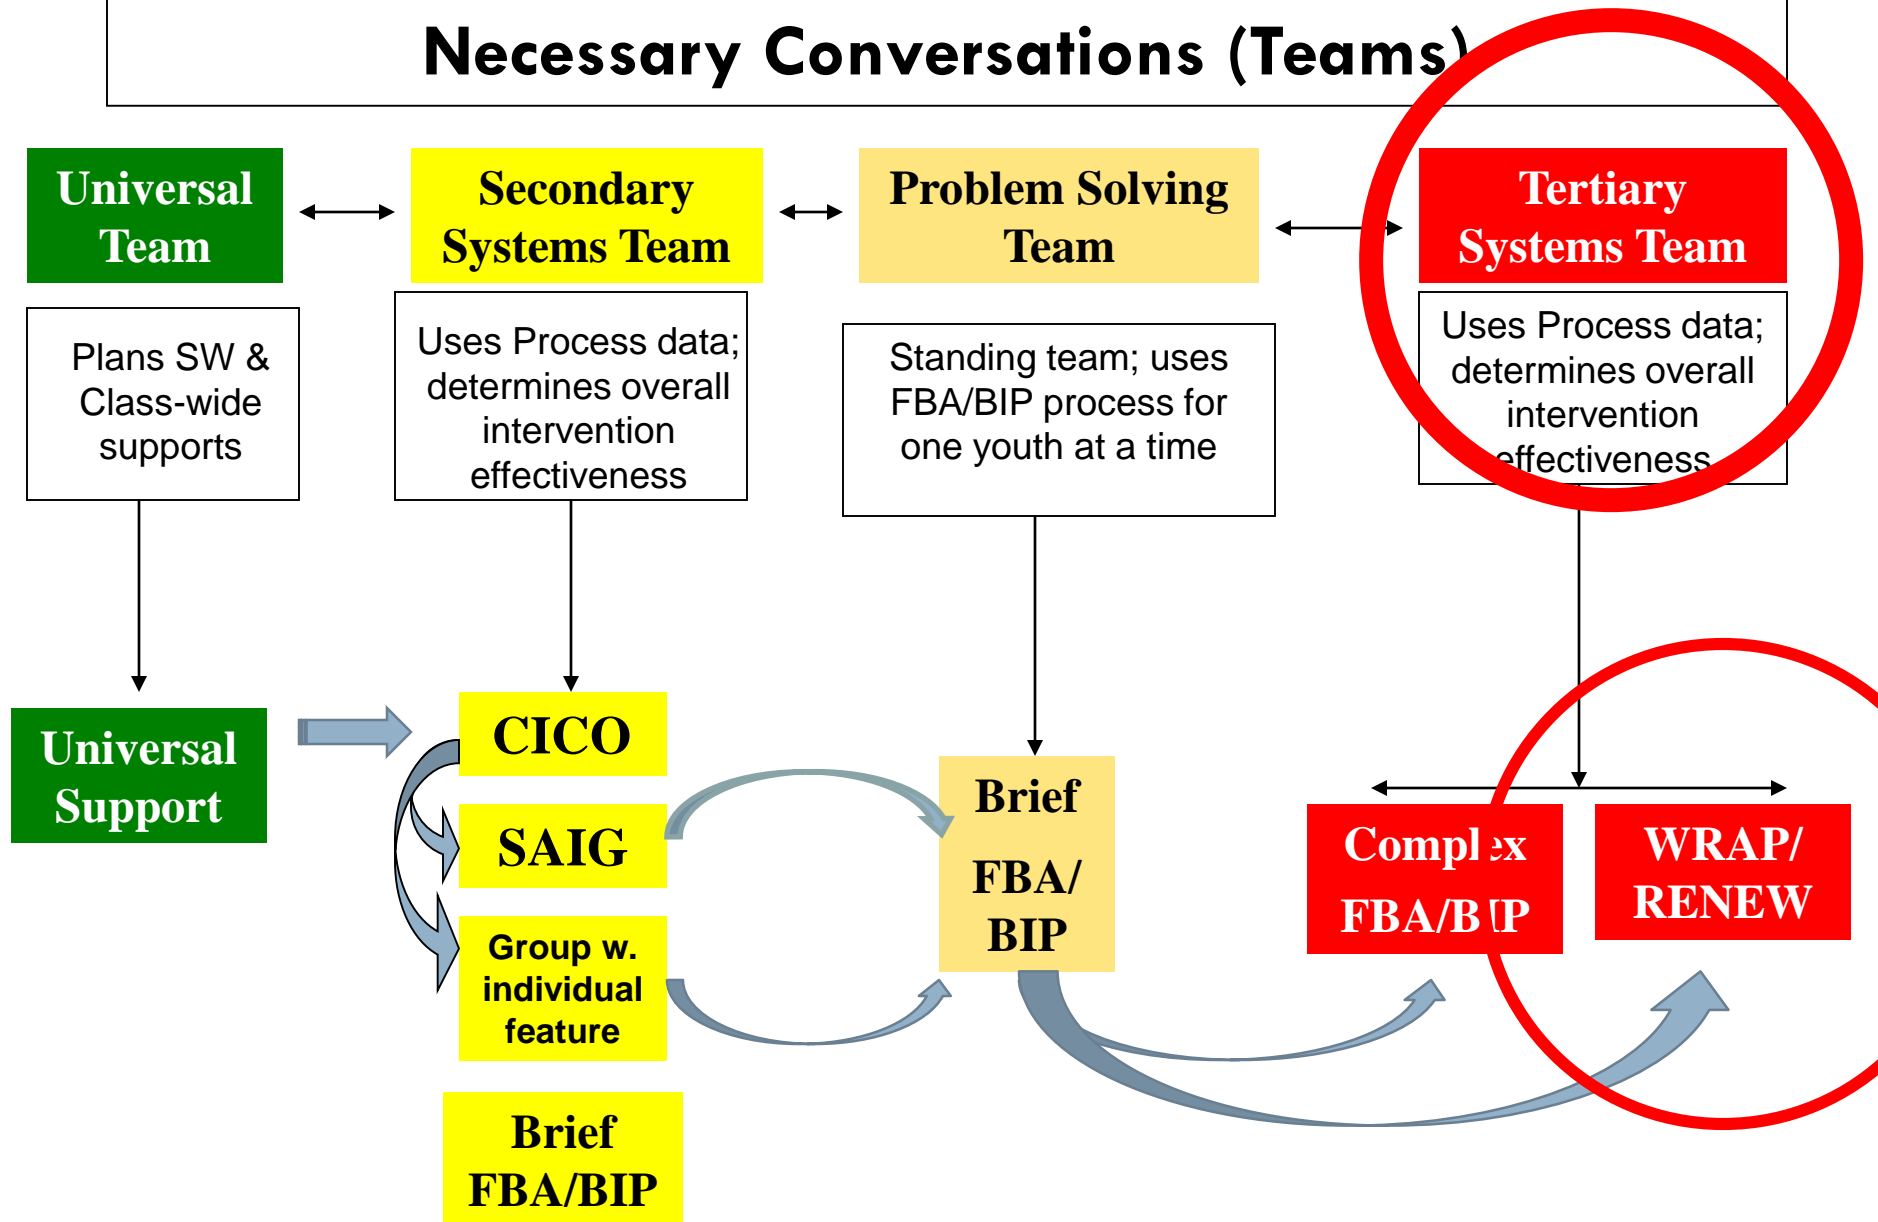 Necessary Conversations (Teams)
Universal
Team
Secondary
Systems Team
Problem Solving
Team
Tertiary
Systems Team
Plans SW &
Class-wide
supports
Uses Process data;
determines overall
intervention
effectiveness
Standing team; uses
FBA/BIP process for
one youth at a time
Uses Process data;
determines overall
intervention
effectiveness
Universal
Support
CICO
SAIG
Group w.
individual
feature
Brief
FBA/BIP
Brief
FBA/
BIP
Complex
FBA/BIP
WRAP/
RENEW